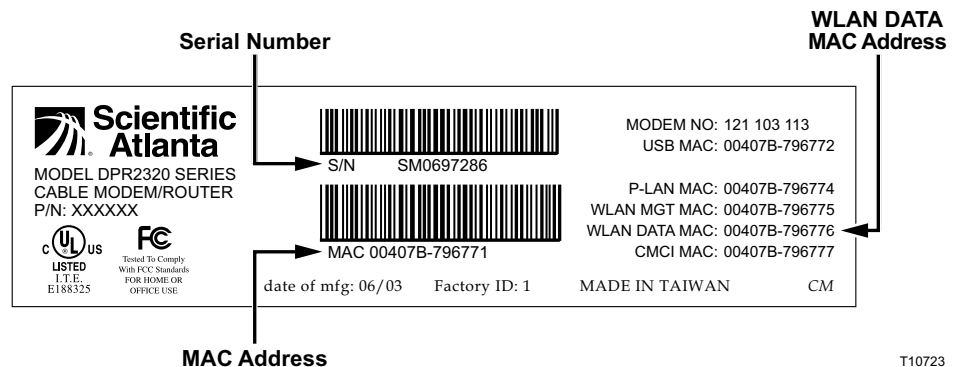 WLAN DATA
MAC Address
Serial Number
Scientific
Atlanta
MODEL DPR2320 SERIES
CABLE MODEM/ROUTER
P/N: XXXXXX
C UL US
®
LISTED
I.T.E.
E188325
FC
Tested To Comply
With FCC Standards
FOR HOME OR
OFFICE USE
S/N SM0697286
MAC 00407B-796771
date of mfg: 06/03 Factory ID: 1 MADE IN TAIWAN CM
MODEM NO: 121 103 113
USB MAC: 00407B-796772
P-LAN MAC: 00407B-796774
WLAN MGT MAC: 00407B-796775
WLAN DATA MAC: 00407B-796776
CMCI MAC: 00407B-796777
MAC Address
T10723